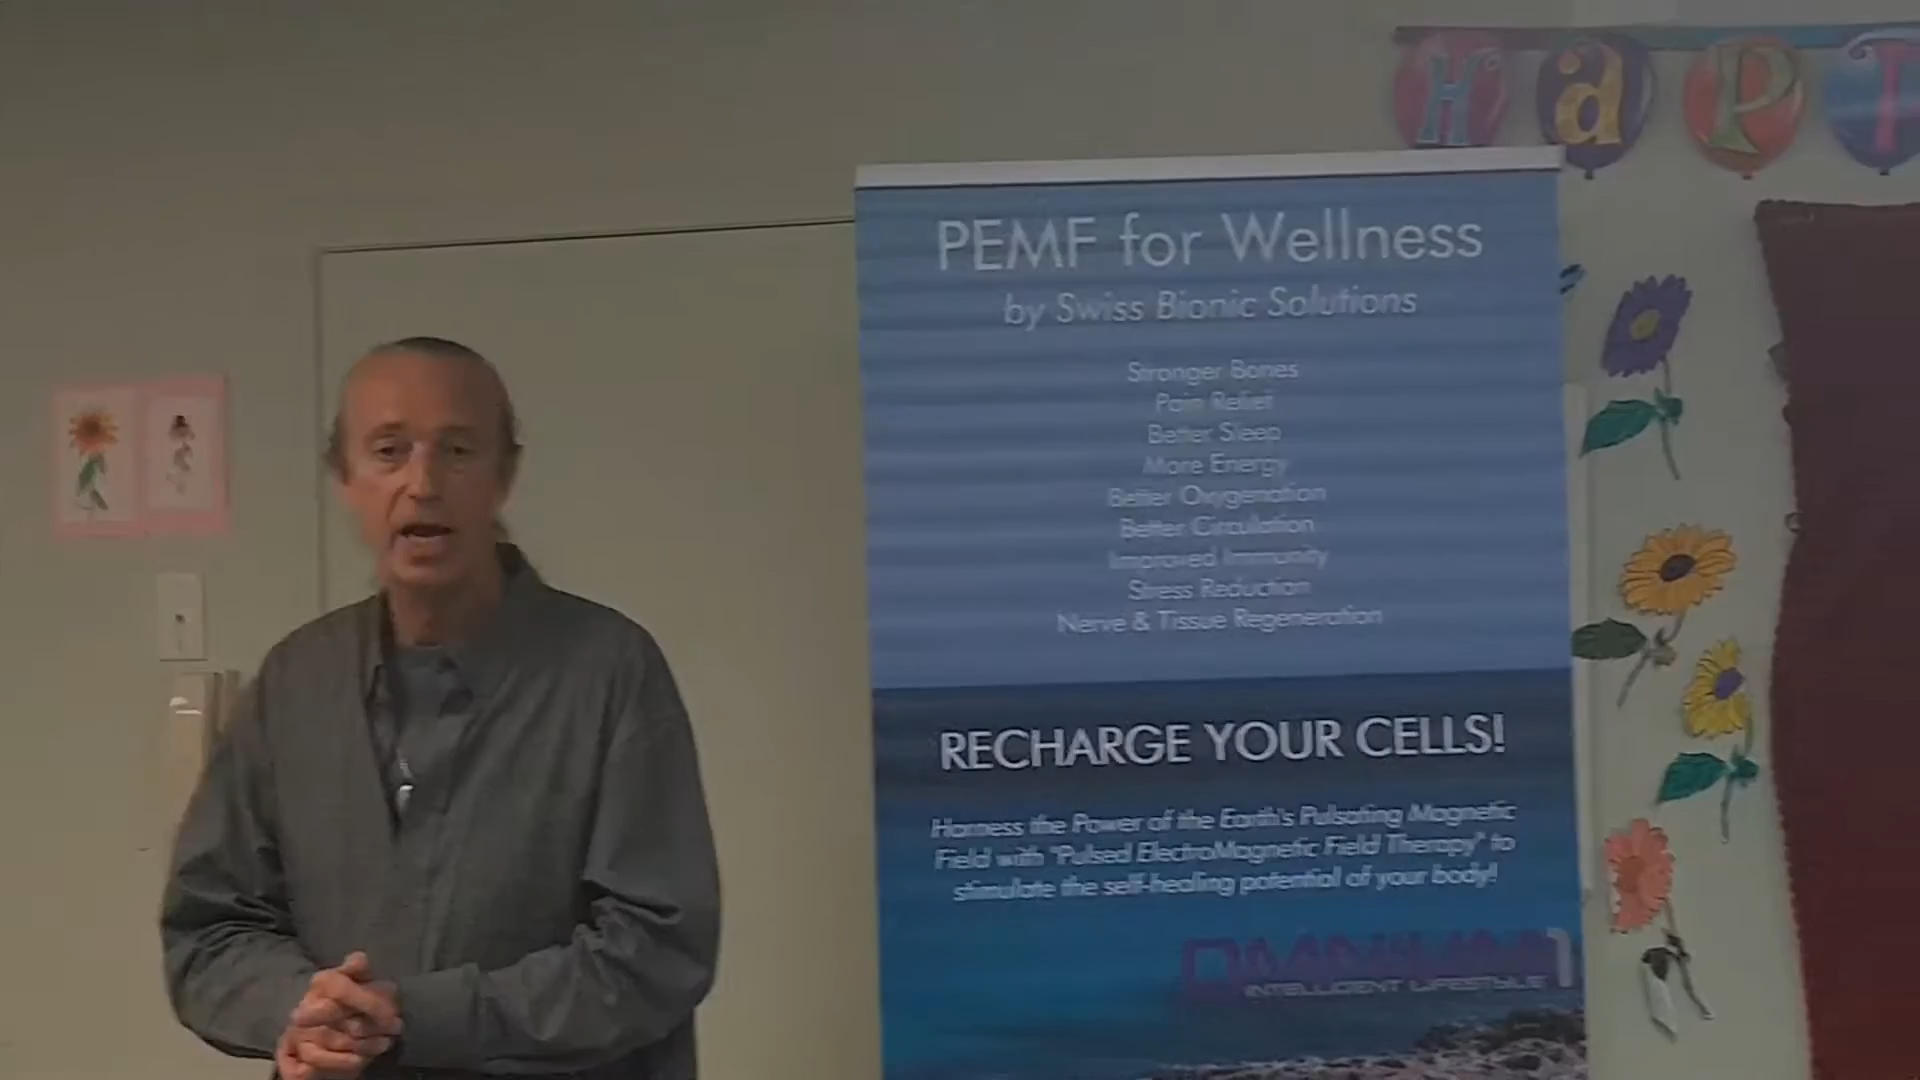 HaPP
PEMF for Wellness
by Swiss Bionic Solutions
Stronger Bones
Pain Relief
Better Sleep
More Energy
Better Oxygenation
Better Circulation
Improved Immunity
Stress Reduction
Nerve & Tissue Regeneration
RECHARGE YOUR CELLS!
Harness the Power of the Earth's Pulsating Magnetic
Field with "Pulsed ElectroMagnetic Field Therapy" to
stimulate the self-healing potential of your body!
INTELLIGENT LIFESTYLE